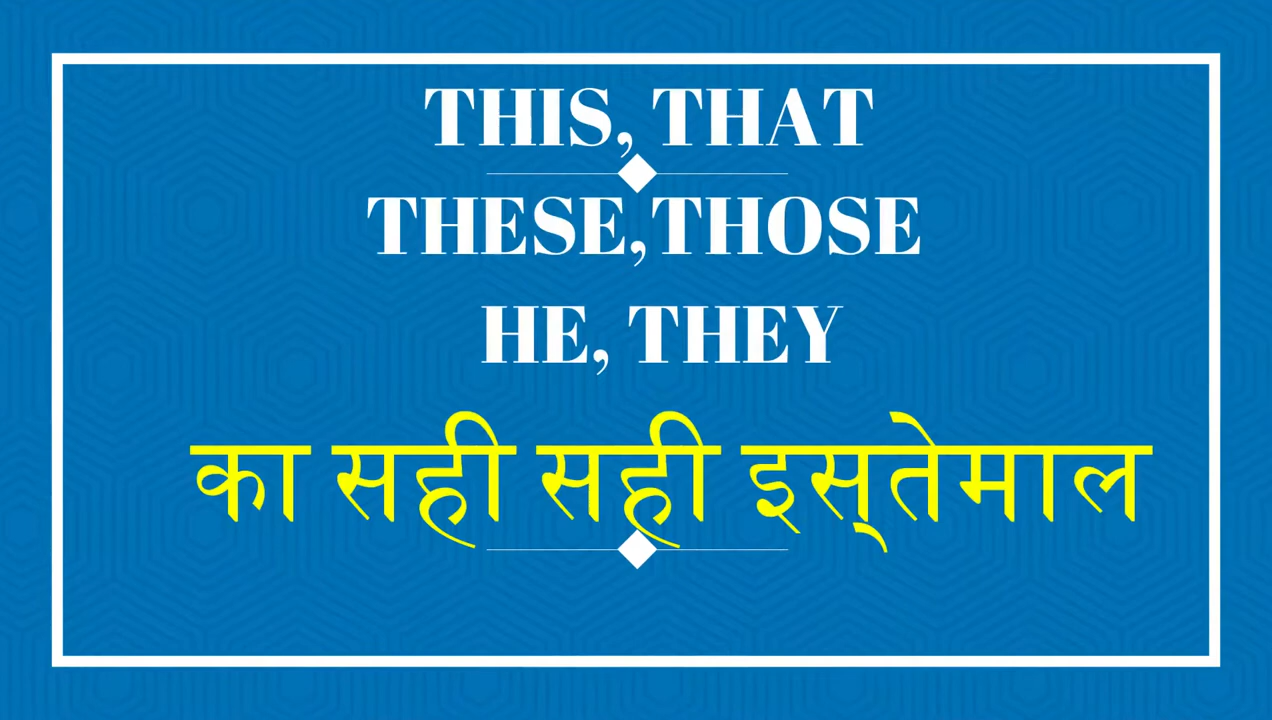 THIS, THAT
THESE,THOSE
HE, THEY
का सही सही इस्‌तेमाल